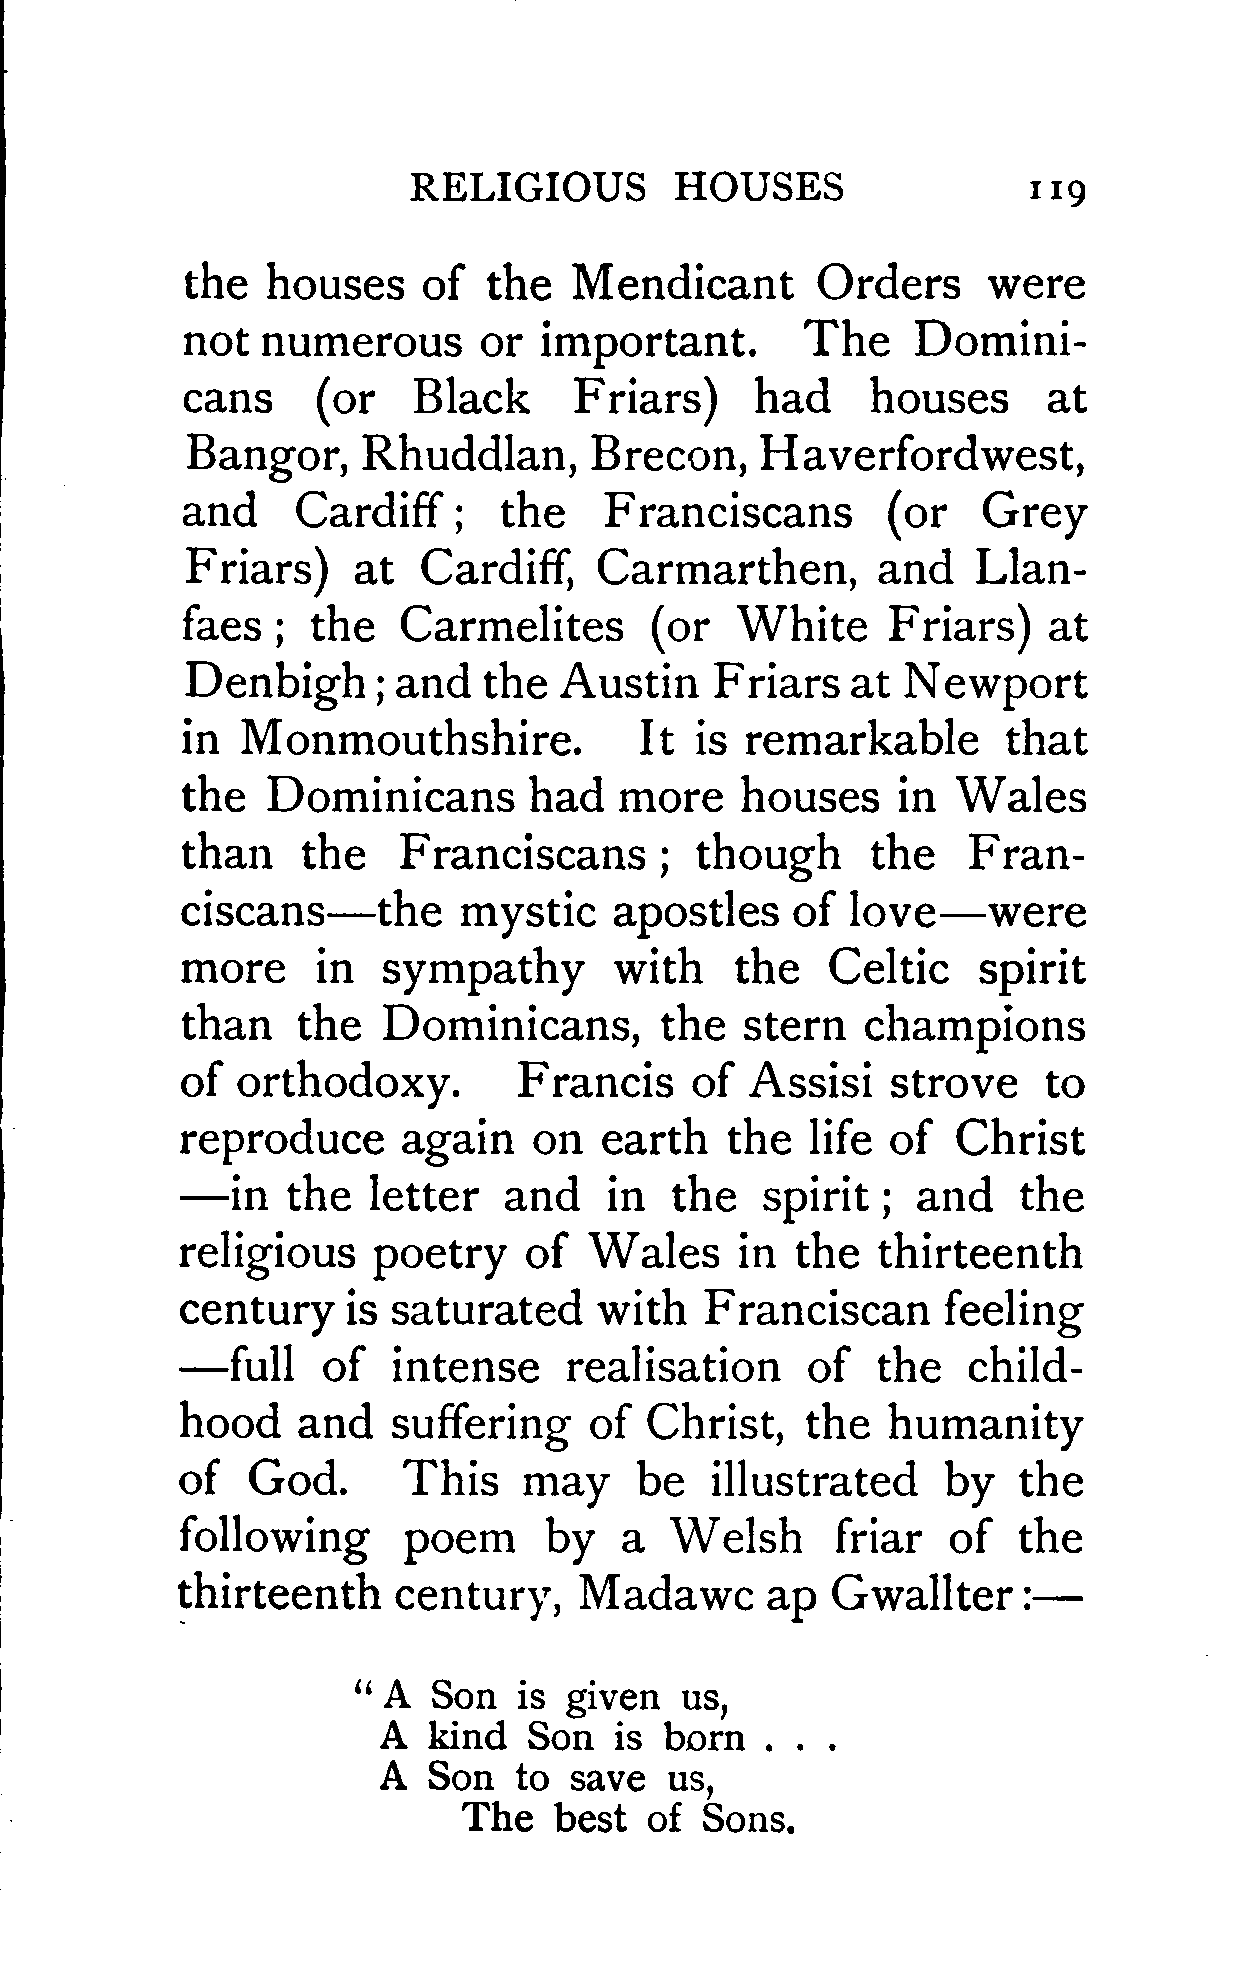 RELIGIOUS HOUSES 119
the houses of the Mendicant Orders were
not numerous or important. The Domini-
cans (or Black Friars) had houses at
Bangor, Rhuddlan, Brecon, Haverfordwest,
and Cardiff; the Franciscans (or Grey
Friars) at Cardiff, Carmarthen, and Llan-
faes; the Carmelites (or White Friars) at
Denbigh; and the Austin Friars at Newport
in Monmouthshire. It is remarkable that
the Dominicans had more houses in Wales
than the Franciscans; though the Fran-
ciscans—the mystic apostles of love—were
more in sympathy with the Celtic spirit
than the Dominicans, the stern champions
of orthodoxy. Francis of Assisi strove to
reproduce again on earth the life of Christ
—in the letter and in the spirit; and the
religious poetry of Wales in the thirteenth
century is saturated with Franciscan feeling
—full of intense realisation of the child-
hood and suffering of Christ, the humanity
of God. This may be illustrated by the
following poem by a Welsh friar of the
thirteenth century, Madawc ap Gwallter:—
"A Son is given us,
A kind Son is born . . .
A Son to save us,
The best of Sons.